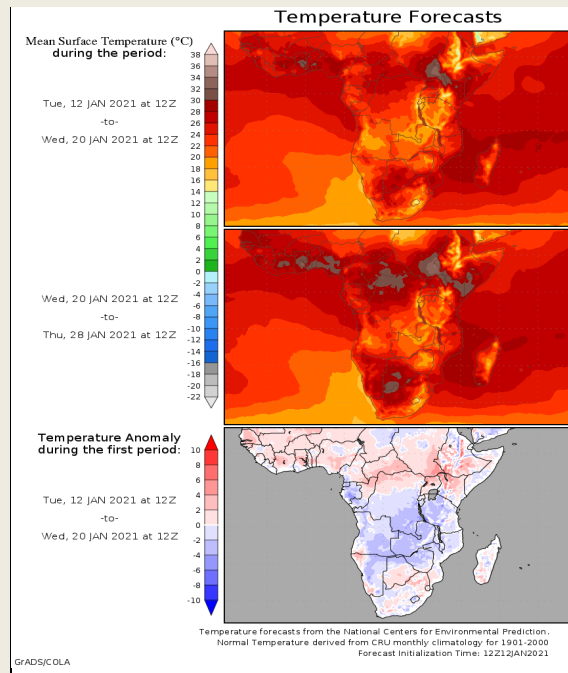 Temperature Forecasts
Mean Surface Temperature (°C)
during the period:
Tue, 12 JAN 2021 at 12Z
-to-
Wed, 20 JAN 2021 at 12Z
38
36
34
32
30
28
26
24
22
20
18
16
14
12
10
8
6
4
2
0
-2
-4
-6
-8
-10
-12
-14
-16
-18
-20
-22
Wed, 20 JAN 2021 at 12Z
-to-
Thu, 28 JAN 2021 at 12Z
Temperature Anomaly
during the first period:
Tue, 12 JAN 2021 at 12Z
-to-
Wed, 20 JAN 2021 at 12Z
10
8
6
4
2
0
-2
-4
-6
-8
-10
Temperature forecasts from the National Centers for Environmental Prediction.
Normal Temperature derived from CRU monthly climatology for 1901-2000
Forecast Initialization Time: 12Z12JAN2021
GrADS/COLA